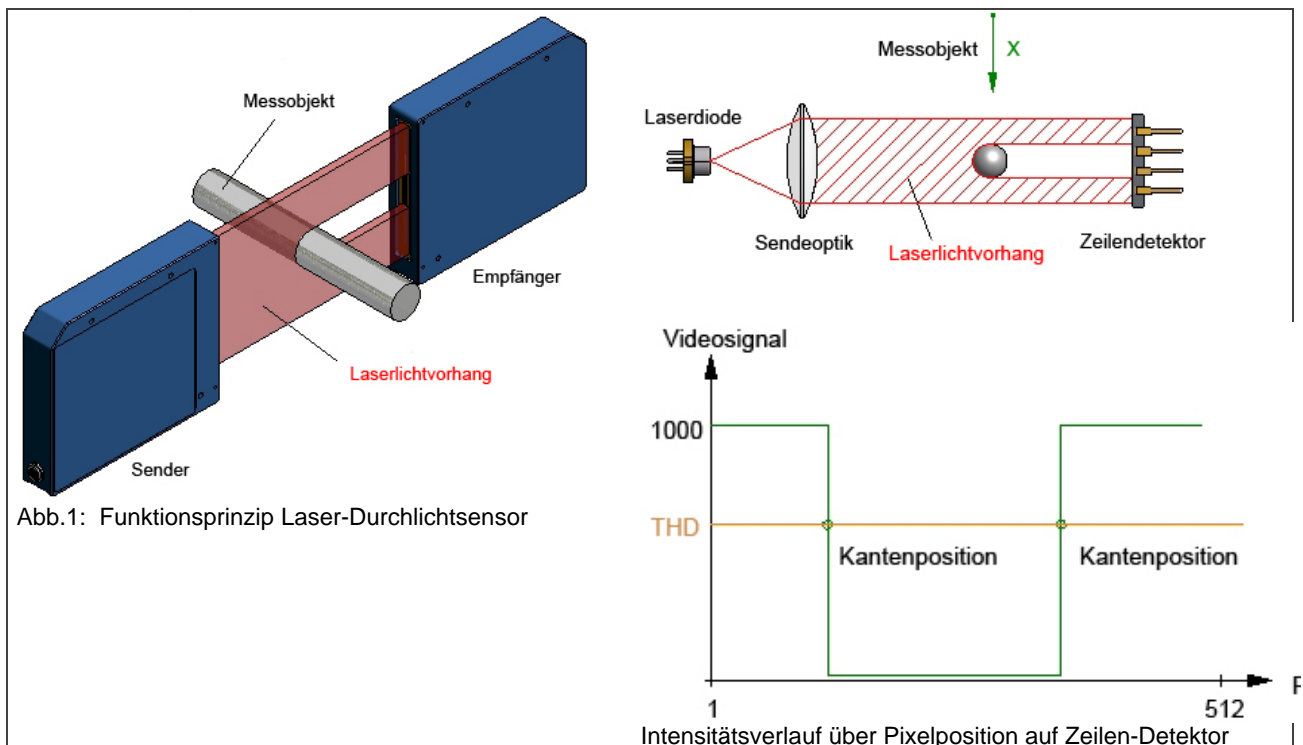 Messobjekt
Empfänger
Laserlichtvorhang
Sender
Abb.1: Funktionsprinzip Laser-Durchlichtsensor
Messobjekt X
Laserdiode
Sendeoptik
Laserlichtvorhang
Zeilendetektor
Videosignal
1000
THD
Kantenposition Kantenposition
1 512
Intensitätsverlauf über Pixelposition auf Zeilen-Detektor